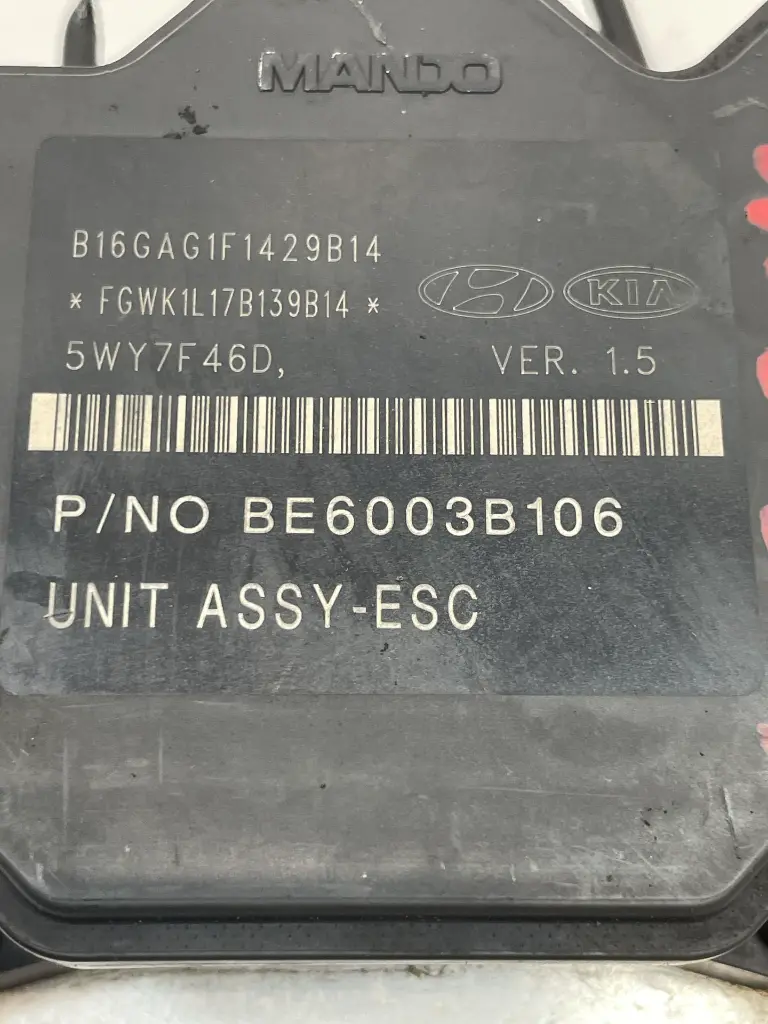 MANDO
B16GAG1F1429B14
* FGWK1L17B139B14 *
KIA
5WY7F46D, VER. 1.5
P/NO BE6003B106
UNIT ASSY-ESC